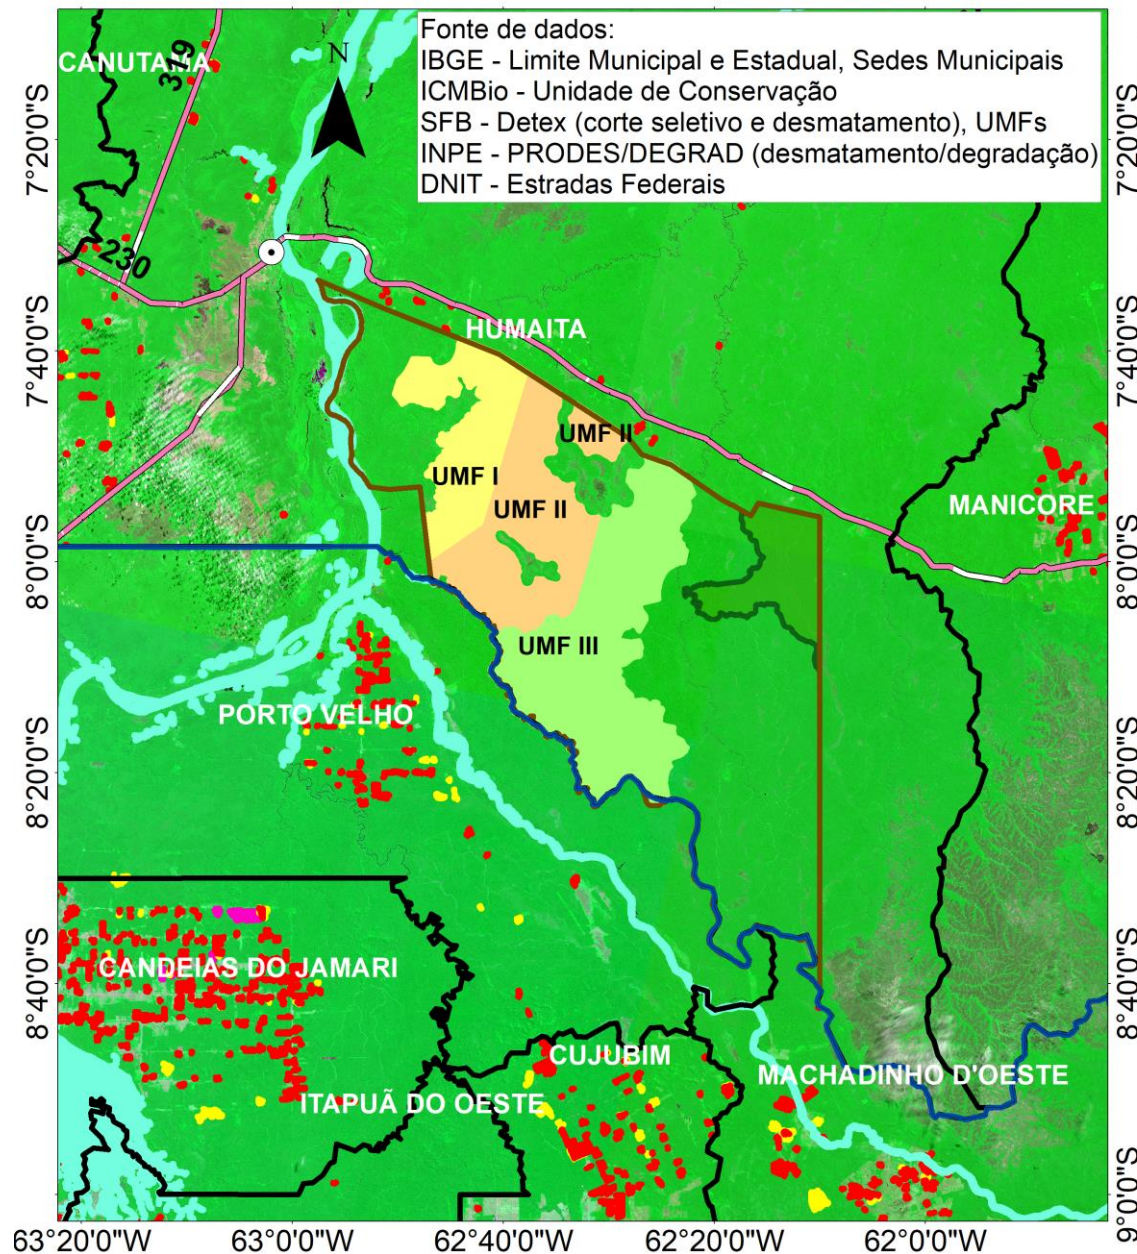 Fonte de dados:
IBGE - Limite Municipal e Estadual, Sedes Municipais
ICMBio - Unidade de Conservação
SFB - Detex (corte seletivo e desmatamento), UMFs
INPE - PRODES/DEGRAD (desmatamento/degradação)
DNIT - Estradas Federais
CANUTAMA
319
N
230
HUMAITA
UMF II
UMF I
UMF II
MANICORE
UMF III
PORTO VELHO
CANDEIAS DO JAMARI
CUJUBIM
MACHADINHO D'OESTE
ITAPUÃ DO OESTE
7°20'0"S
7°40'0"S
8°0'0"S
8°20'0"S
8°40'0"S
7°20'0"S
7°40'0"S
8°0'0"S
8°20'0"S
8°40'0"S
9°0'0"S
63°20'0"W
63°0'0"W
62°40'0"W
62°20'0"W
62°0'0"W